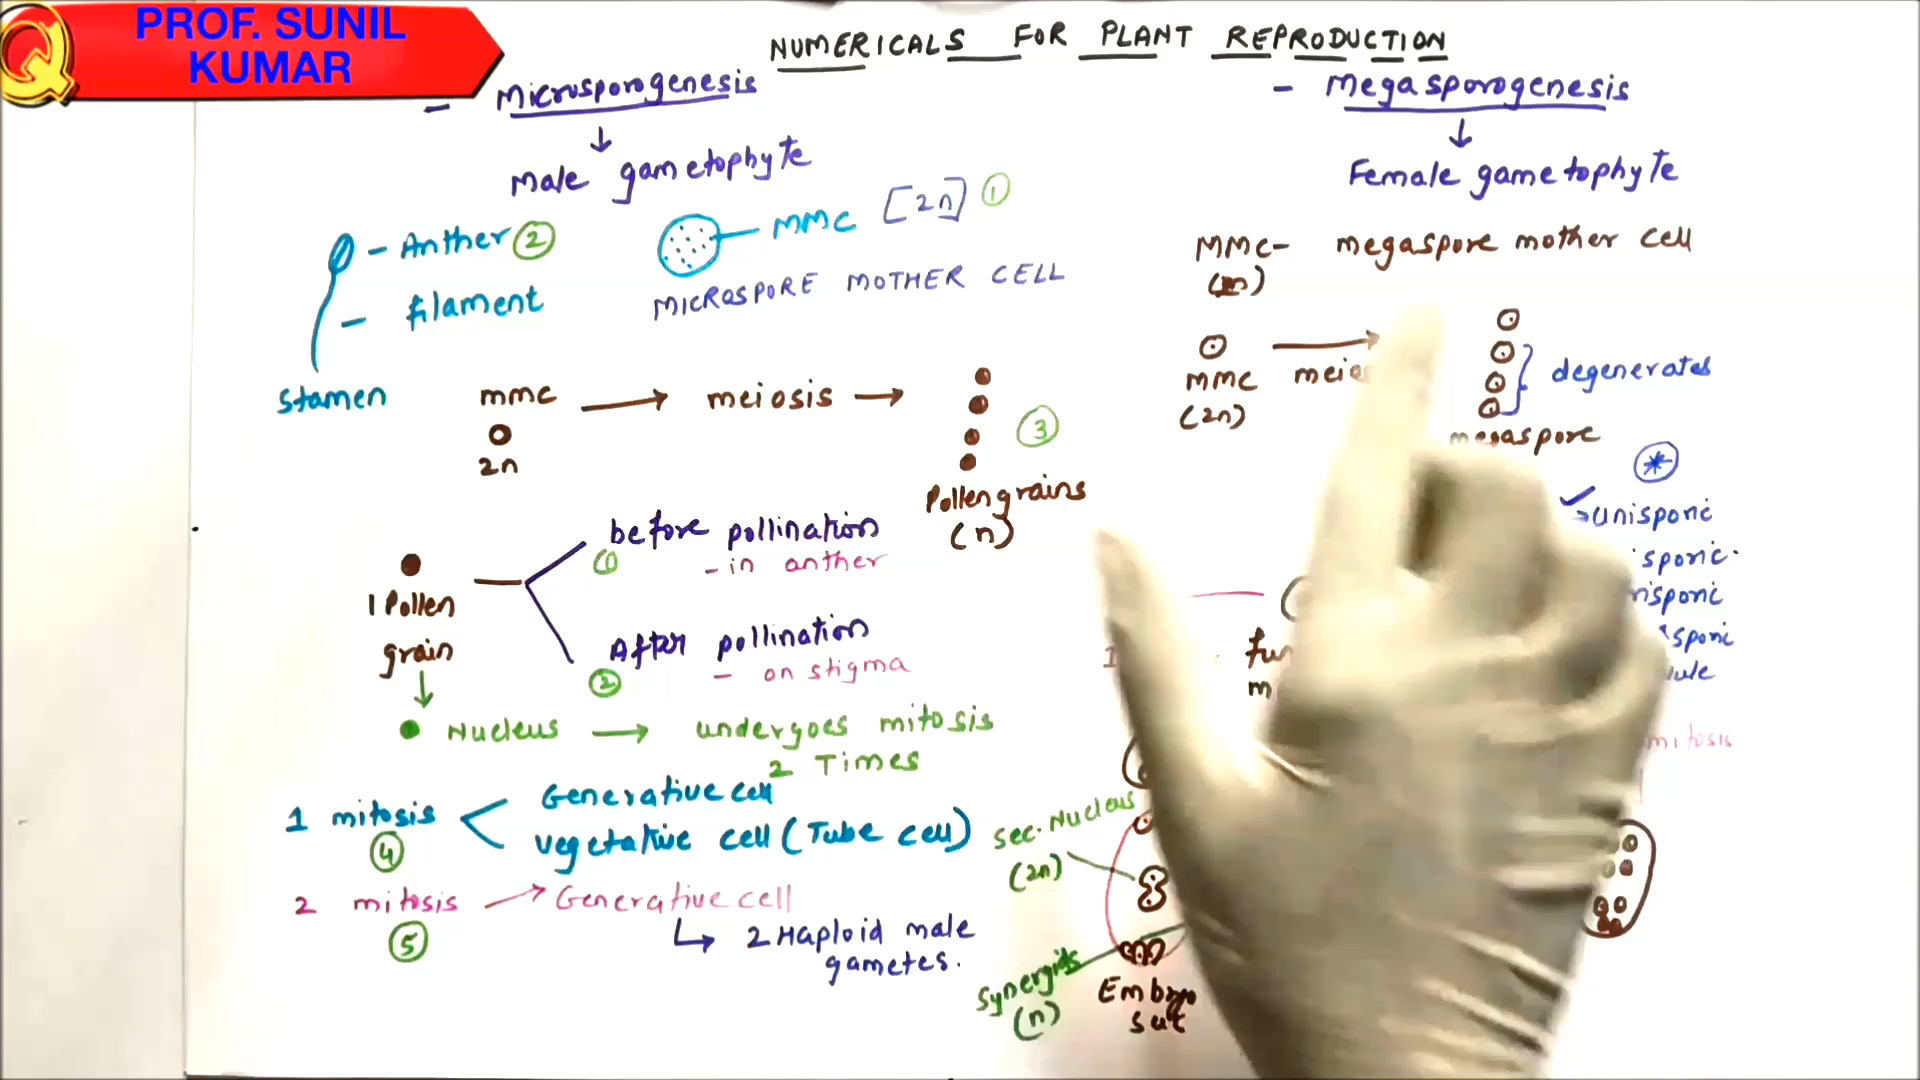 PROF. SUNIL
KUMAR
NUMERICALS FOR PLANT REPRODUCTION
- Microsporogenesis
Male gametophyte
- Anther 2
- filament
Stamen
MMC [2n] 1
MICROSPORE MOTHER CELL
mmc
2n
meiosis
3
Pollengrains
(n)
1 Pollen
grain
before pollination
1
- in anther
After pollination
2
- on stigma
Nucleus
undergoes mitosis
2 Times
1 mitosis
4
Generative cell
vegetative cell (Tube cell)
2 mitosis
5
Generative cell
2 Haploid male
gametes.
- Megasporogenesis
Female gametophyte
MMC- megaspore mother cell
MMC
(2n)
degenerates
megaspore
unisporic
mitosis
Sec. Nucleus
(2n)
Synergids
(n)
Embryo